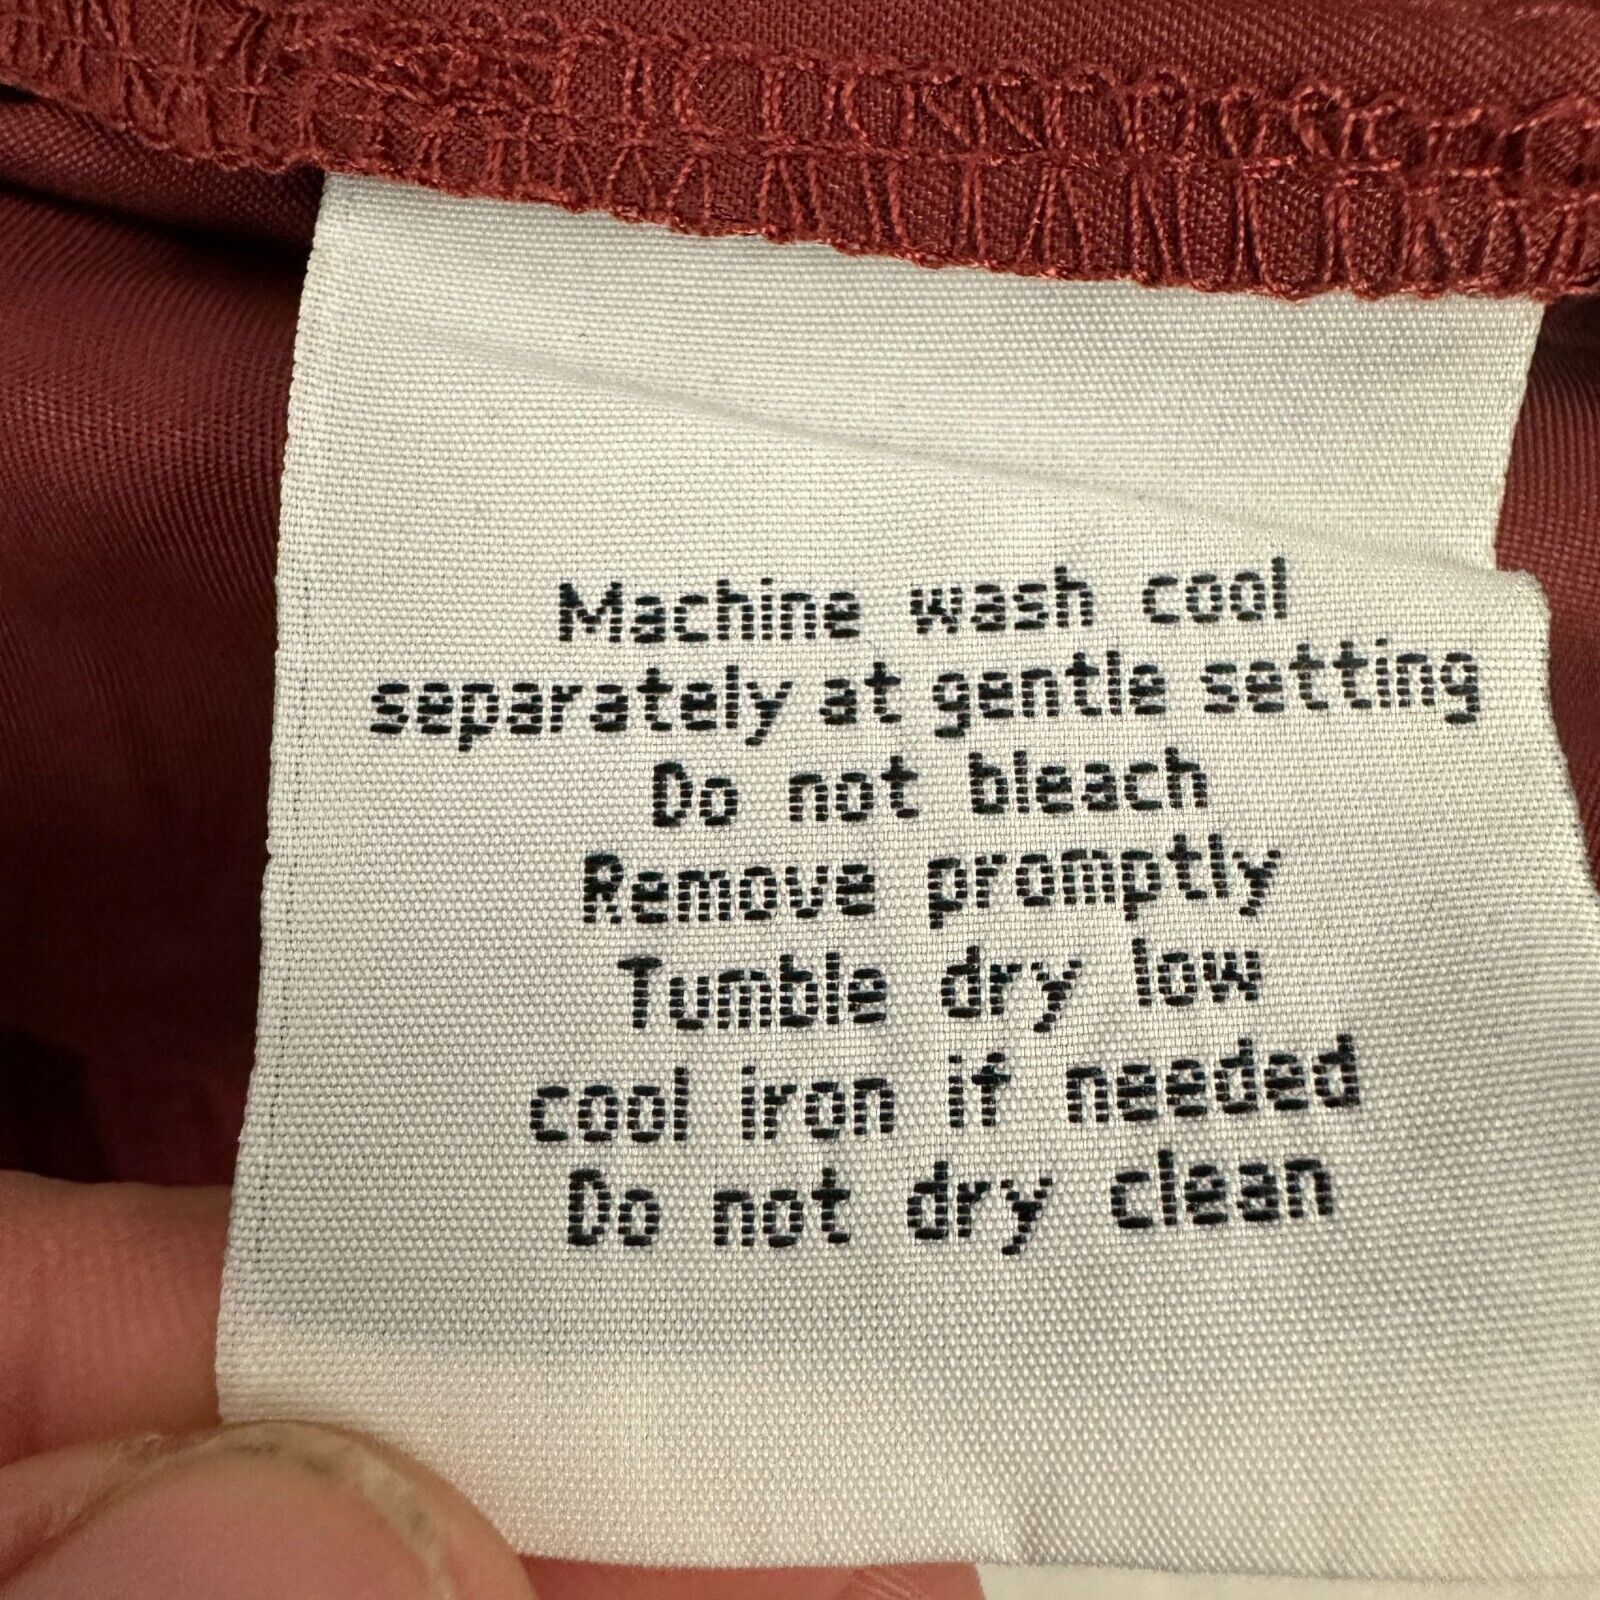 Machine wash cool
separately at gentle setting
Do not bleach
Remove promptly
Tumble dry low
cool iron if needed
Do not dry clean